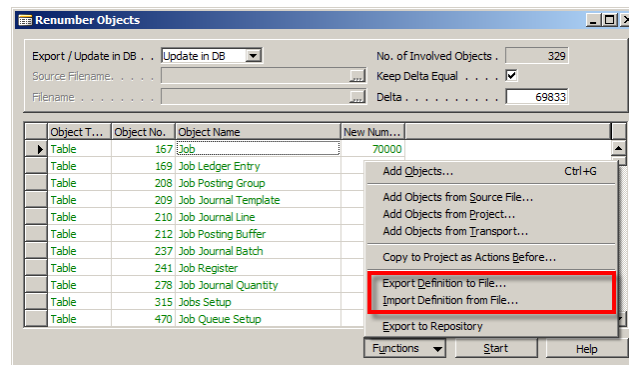 Renumber Objects
Export / Update in DB . . Update in DB
No. of Involved Objects . 329
Source Filename. . . . . ...
Keep Delta Equal . . . .
Filename . . . . . . . . ...
Delta . . . . . . . . . . 69833
Object T... Object No. Object Name New Num...
Table 167 Job 70000
Table 169 Job Ledger Entry
Table 208 Job Posting Group
Table 209 Job Journal Template
Table 210 Job Journal Line
Table 212 Job Posting Buffer
Table 237 Job Journal Batch
Table 241 Job Register
Table 278 Job Journal Quantity
Table 315 Jobs Setup
Table 470 Job Queue Setup
Add Objects... Ctrl+G
Add Objects from Source File...
Add Objects from Project...
Add Objects from Transport...
Copy to Project as Actions Before...
Export Definition to File...
Import Definition from File...
Export to Repository
Functions Start Help